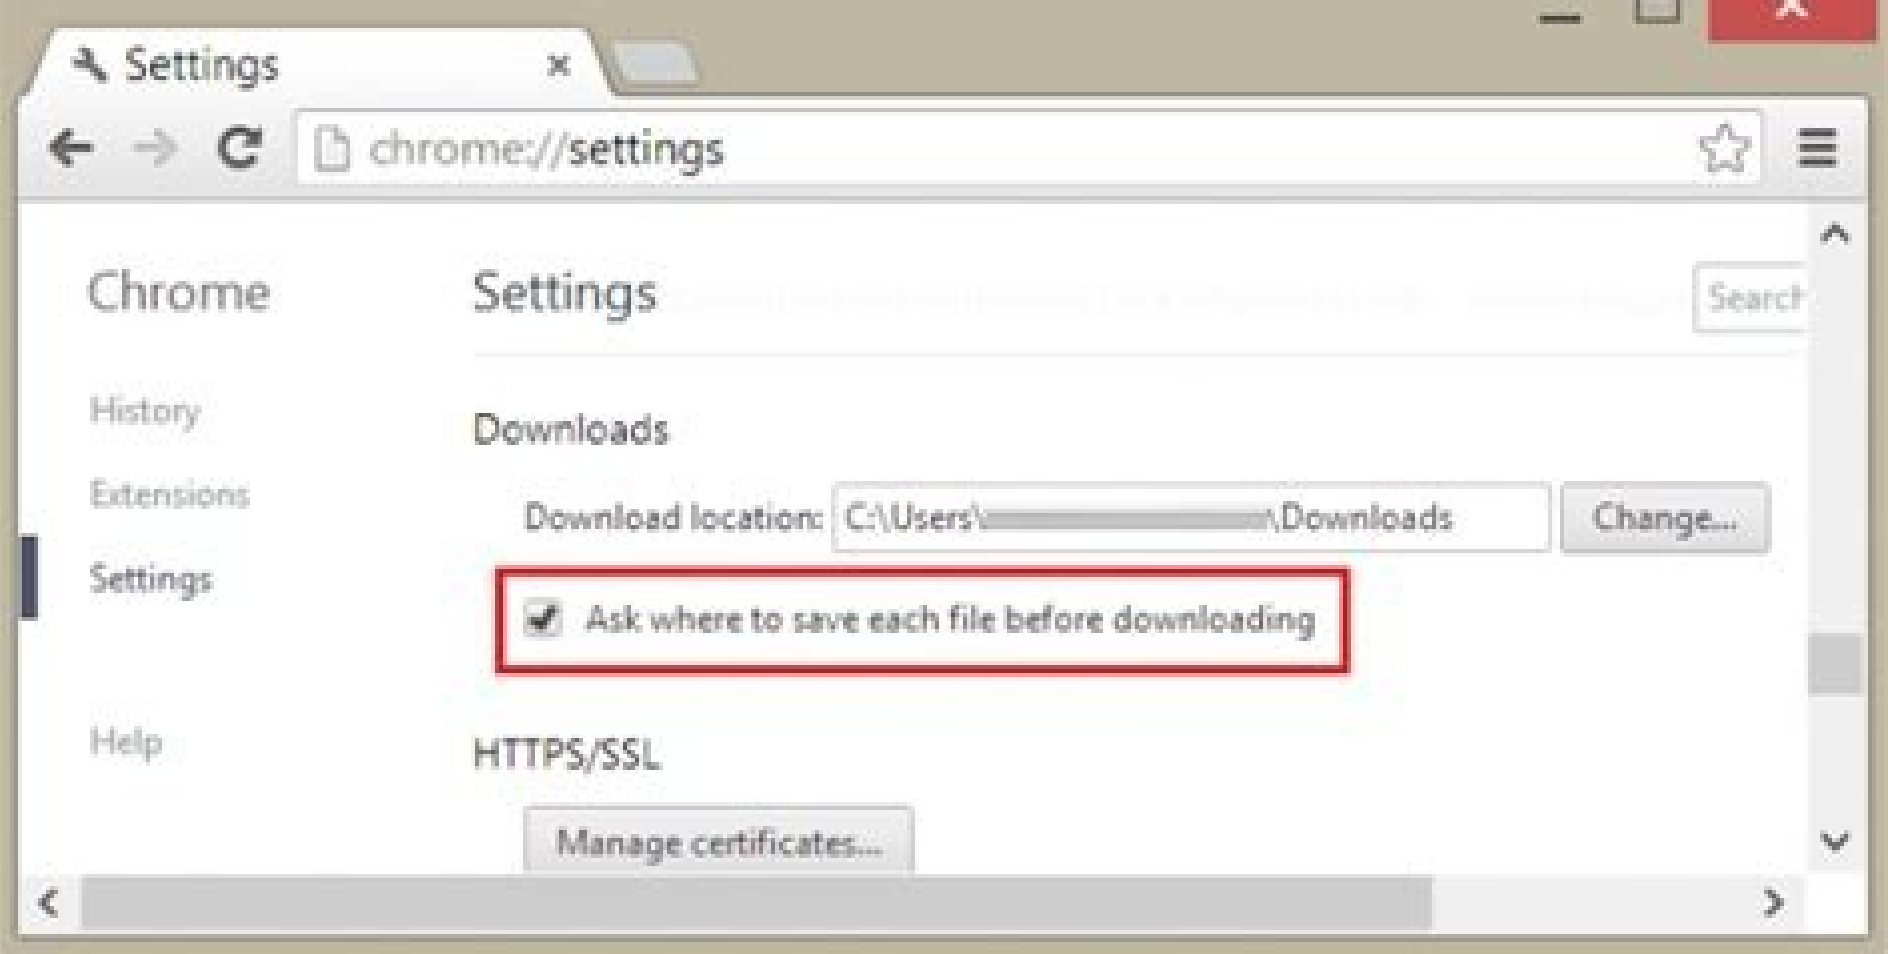 Settings
chrome://settings
Chrome
Settings
Search
History
Downloads
Extensions
Download location: C:\Users\ \Downloads Change...
Settings
Ask where to save each file before downloading
Help
HTTPS/SSL
Manage certificates...